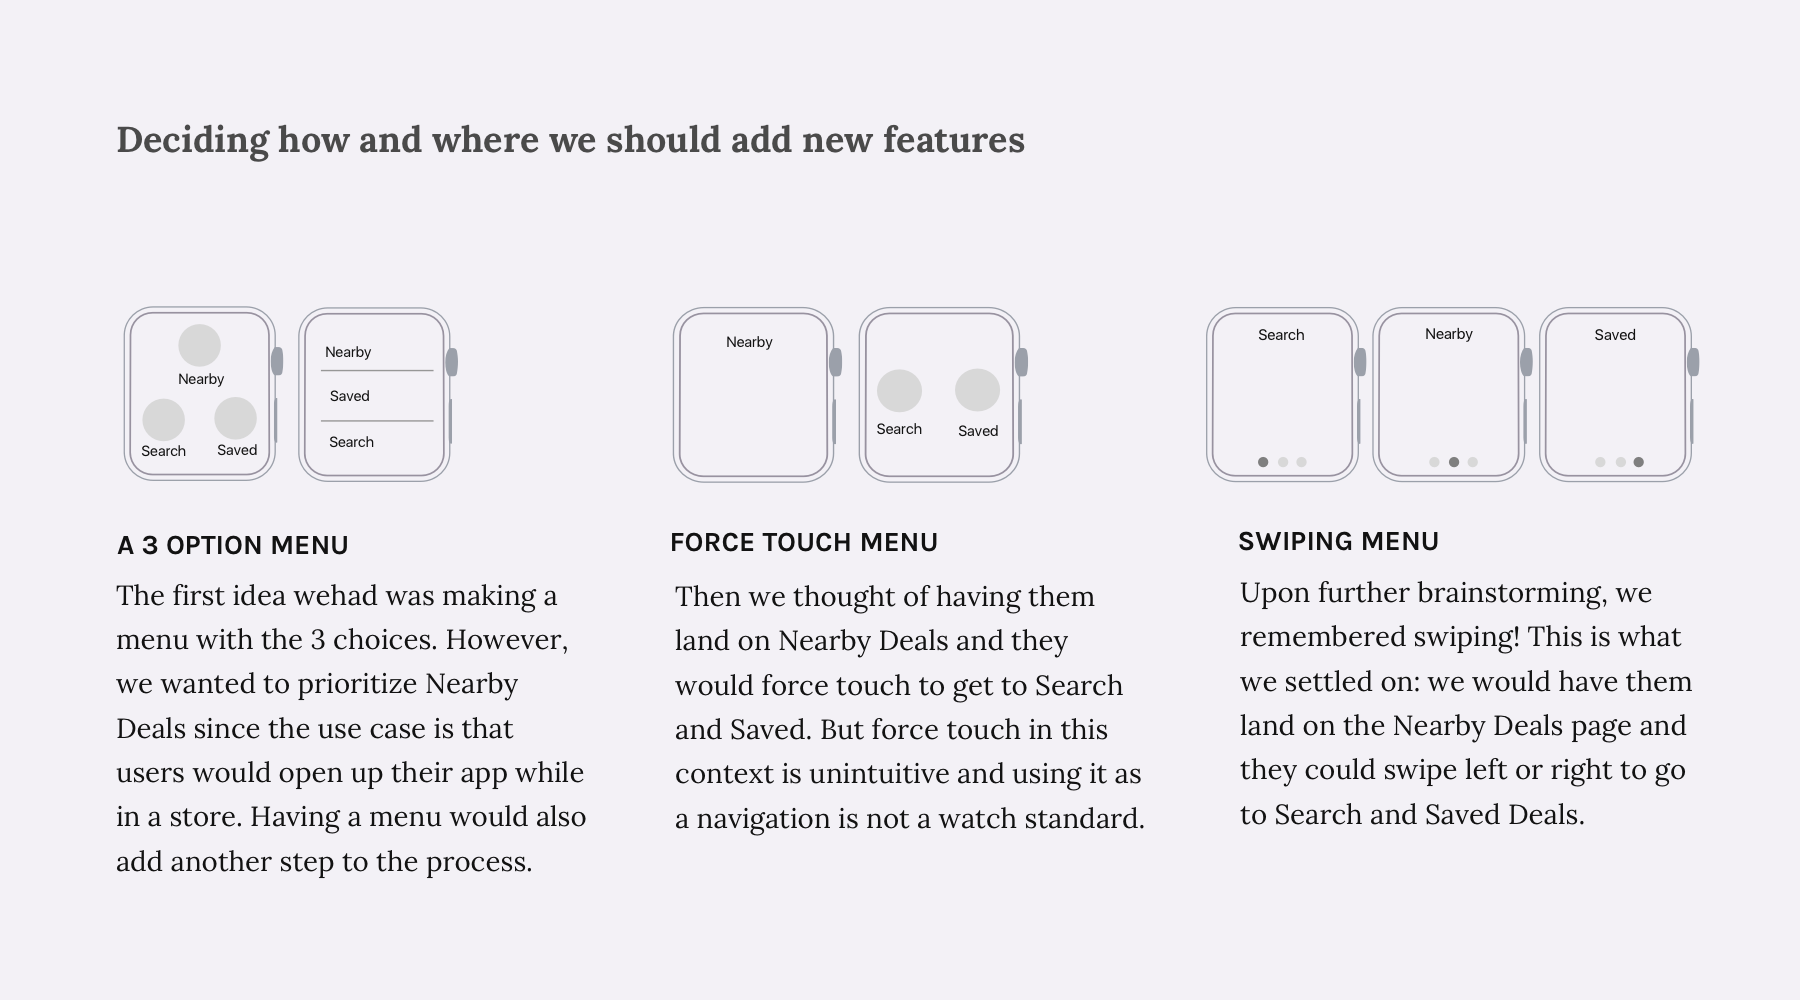 Deciding how and where we should add new features
Nearby
Search
Saved
Nearby
Saved
Search
A 3 OPTION MENU
The first idea wehad was making a
menu with the 3 choices. However,
we wanted to prioritize Nearby
Deals since the use case is that
users would open up their app while
in a store. Having a menu would also
add another step to the process.
Nearby
Search
Saved
FORCE TOUCH MENU
Then we thought of having them
land on Nearby Deals and they
would force touch to get to Search
and Saved. But force touch in this
context is unintuitive and using it as
a navigation is not a watch standard.
Search
Nearby
Saved
SWIPING MENU
Upon further brainstorming, we
remembered swiping! This is what
we settled on: we would have them
land on the Nearby Deals page and
they could swipe left or right to go
to Search and Saved Deals.